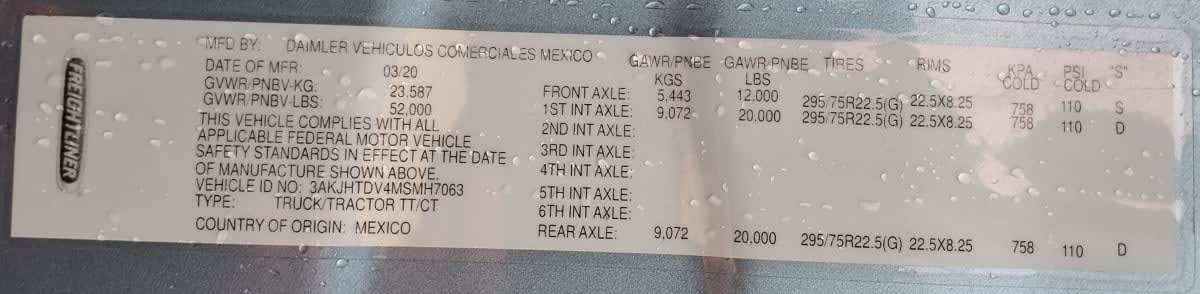 FREIGHTLINER
MFD BY: DAIMLER VEHICULOS COMERCIALES MEXICO
DATE OF MFR: 03/20
GVWR/PNBV-KG: 23,587
GVWR/PNBV-LBS: 52,000
THIS VEHICLE COMPLIES WITH ALL
APPLICABLE FEDERAL MOTOR VEHICLE
SAFETY STANDARDS IN EFFECT AT THE DATE
OF MANUFACTURE SHOWN ABOVE.
VEHICLE ID NO: 3AKJHTDV4MSMH7063
TYPE: TRUCK/TRACTOR TT/CT
COUNTRY OF ORIGIN: MEXICO
GAWR/PNBE KGS GAWR/PNBE LBS TIRES RIMS KPA COLD PSI COLD "S"
FRONT AXLE: 5,443 12,000 295/75R22.5(G) 22.5X8.25 758 110 S
1ST INT AXLE: 9,072 20,000 295/75R22.5(G) 22.5X8.25 758 110 D
2ND INT AXLE:
3RD INT AXLE:
4TH INT AXLE:
5TH INT AXLE:
6TH INT AXLE:
REAR AXLE: 9,072 20,000 295/75R22.5(G) 22.5X8.25 758 110 D